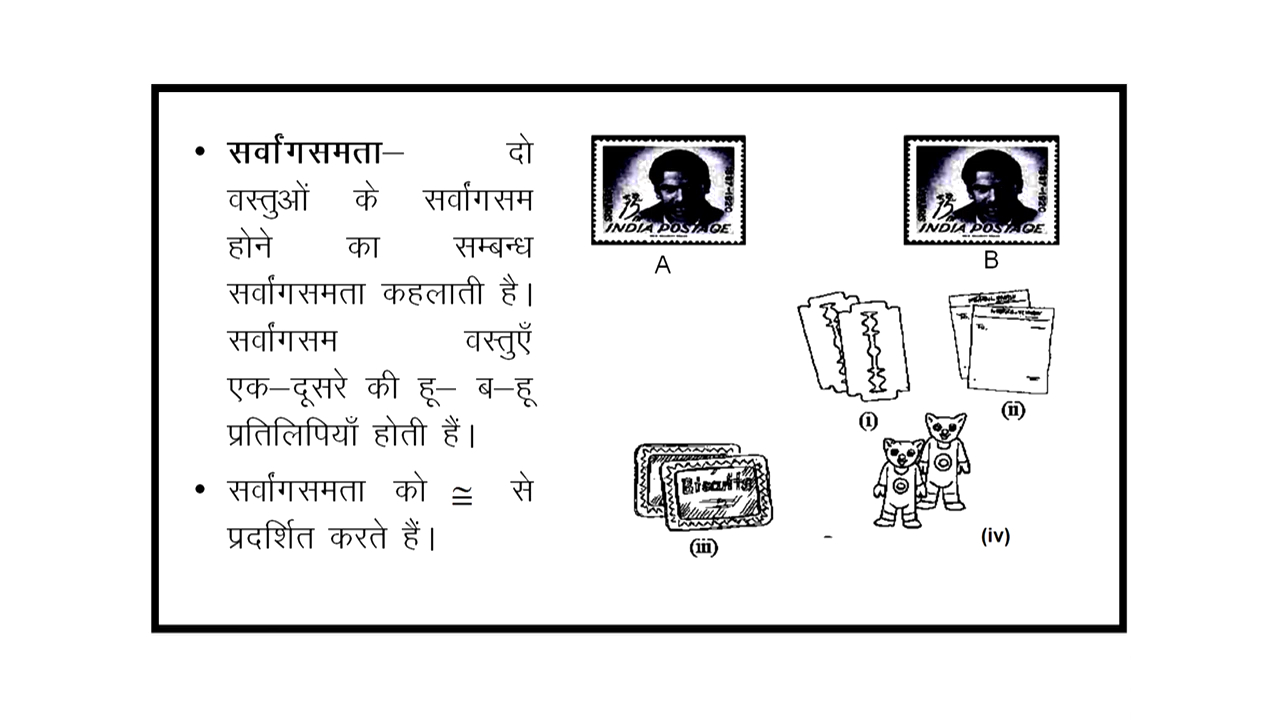 • सर्वांगसमता– दो
वस्तुओं के सर्वांगसम
होने का सम्बन्ध
सर्वांगसमता कहलाती है।
सर्वांगसम वस्तुएँ
एक–दूसरे की हू– ब–हू
प्रतिलिपियाँ होती हैं।
• सर्वांगसमता को ≅ से
प्रदर्शित करते हैं।
INDIA POSTAGE
A
INDIA POSTAGE
B
To,
(i)
(ii)
Biscuits
(iii)
(iv)